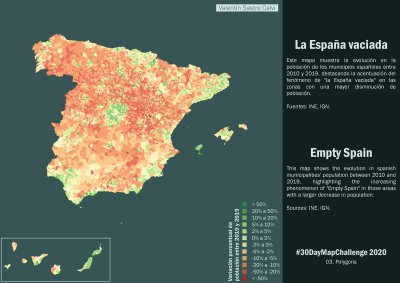 Valentín Sastre Calvi
La España vaciada
Este mapa muestra la evolución en la
población de los municipios españoles entre
2010 y 2019, destacando la acentuación del
fenómeno de "la España vaciada" en las
zonas con una mayor disminución de
población.
Fuentes: INE, IGN.
Empty Spain
This map shows the evolution in spanish
municipalities' population between 2010 end
2019, highlighting the increasing
phenomenon of "Empty Spain" in those areas
with a larger decrease in population.
Sources: INE, IGN.
#30DayMapChallenge 2020
03. Polygons
Variación porcentual de
población entre 2010 y 2019
> 50%
20% a 50%
10% a 20%
5% a 10%
2% a 5%
0% a 2%
-2% a 0%
-5% a -2%
-10% a -5%
-20% a -10%
-50% a -20%
< -50%